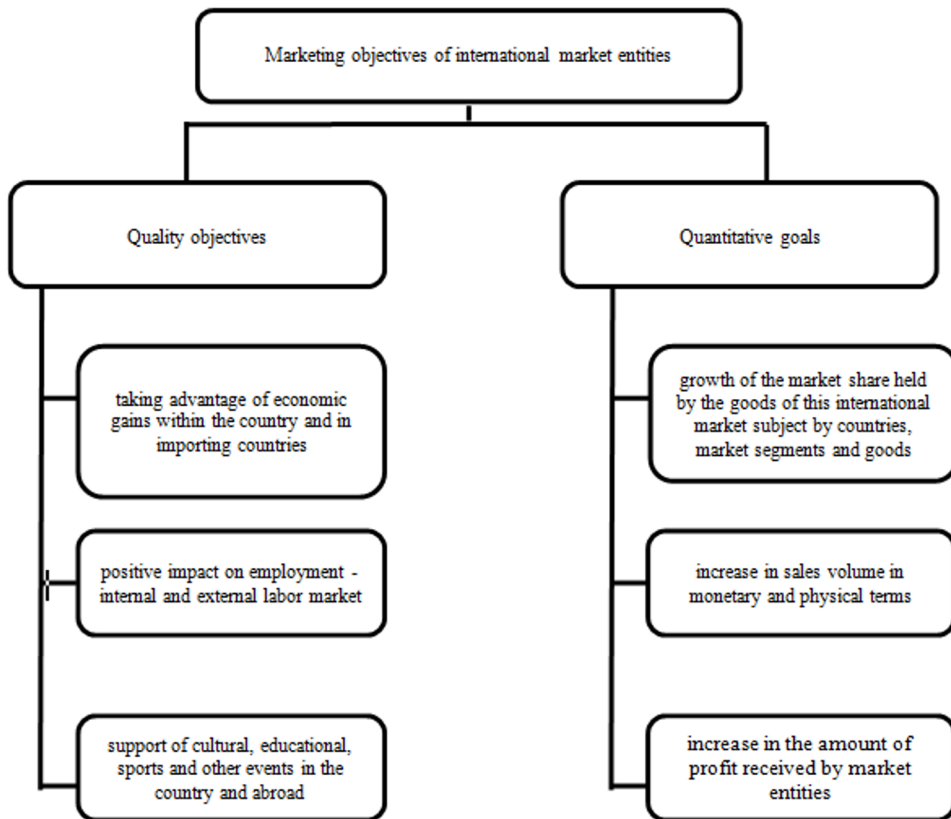 Marketing objectives of international market entities
Quality objectives
taking advantage of economic
gains within the country and in
importing countries
positive impact on employment -
internal and external labor market
support of cultural, educational,
sports and other events in the
country and abroad
Quantitative goals
growth of the market share held
by the goods of this international
market subject by countries,
market segments and goods
increase in sales volume in
monetary and physical terms
increase in the amount of
profit received by market
entities